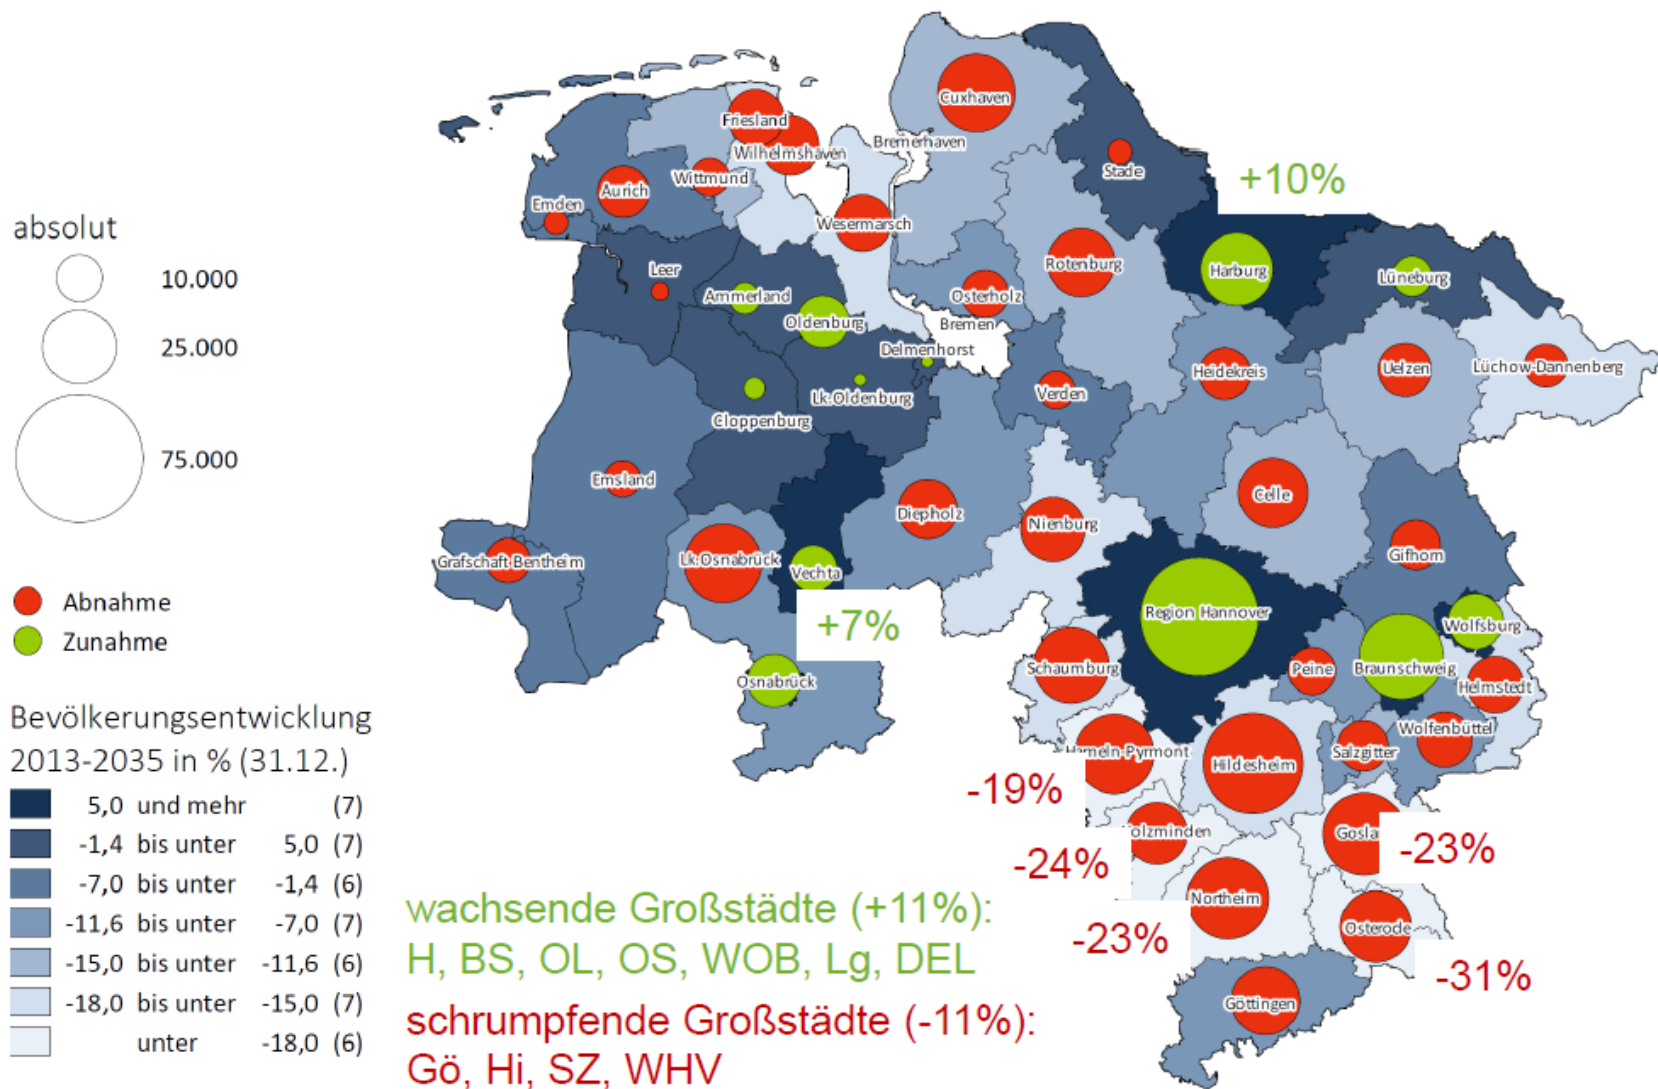 absolut
10.000
25.000
75.000
Abnahme
Zunahme
Bevölkerungsentwicklung
2013-2035 in % (31.12.)
5,0 und mehr (7)
-1,4 bis unter 5,0 (7)
-7,0 bis unter -1,4 (6)
-11,6 bis unter -7,0 (7)
-15,0 bis unter -11,6 (6)
-18,0 bis unter -15,0 (7)
unter -18,0 (6)
Cuxhaven
Friesland
Bremerhaven
Wilhelmshaven
Stade
Wittmund
+10%
Aurich
Emden
Wesermarsch
Rotenburg
Harburg
Leer
Lüneburg
Ammerland
Osterholz
Oldenburg
Bremen
Delmenhorst
Uelzen
Lüchow-Dannenberg
Heidekreis
Verden
Lk.Oldenburg
Cloppenburg
Emsland
Celle
Diepholz
Nienburg
Gifhorn
Grafschaft Bentheim
Lk.Osnabrück
Vechta
Region Hannover
+7%
Wolfsburg
Schaumburg
Peine
Braunschweig
Osnabrück
Helmstedt
Wolfenbüttel
Hameln-Pyrmont
Salzgitter
Hildesheim
-19%
olzminden
Gosla
-23%
-24%
Northeim
Osterode
-23%
-31%
Göttingen
wachsende Großstädte (+11%):
H, BS, OL, OS, WOB, Lg, DEL
schrumpfende Großstädte (-11%):
Gö, Hi, SZ, WHV